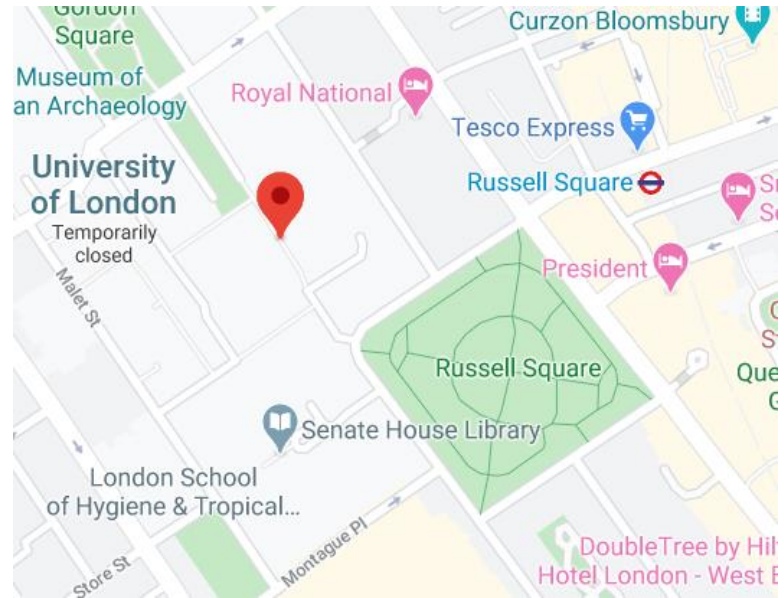 Gordon
Square
Curzon Bloomsbury
Museum of
an Archaeology
Royal National
Tesco Express
University
of London
Temporarily
closed
Russell Square
President
Malet St
Russell Square
Senate House Library
London School
of Hygiene & Tropical...
Store St
Montague Pl
DoubleTree by Hil
Hotel London - West E